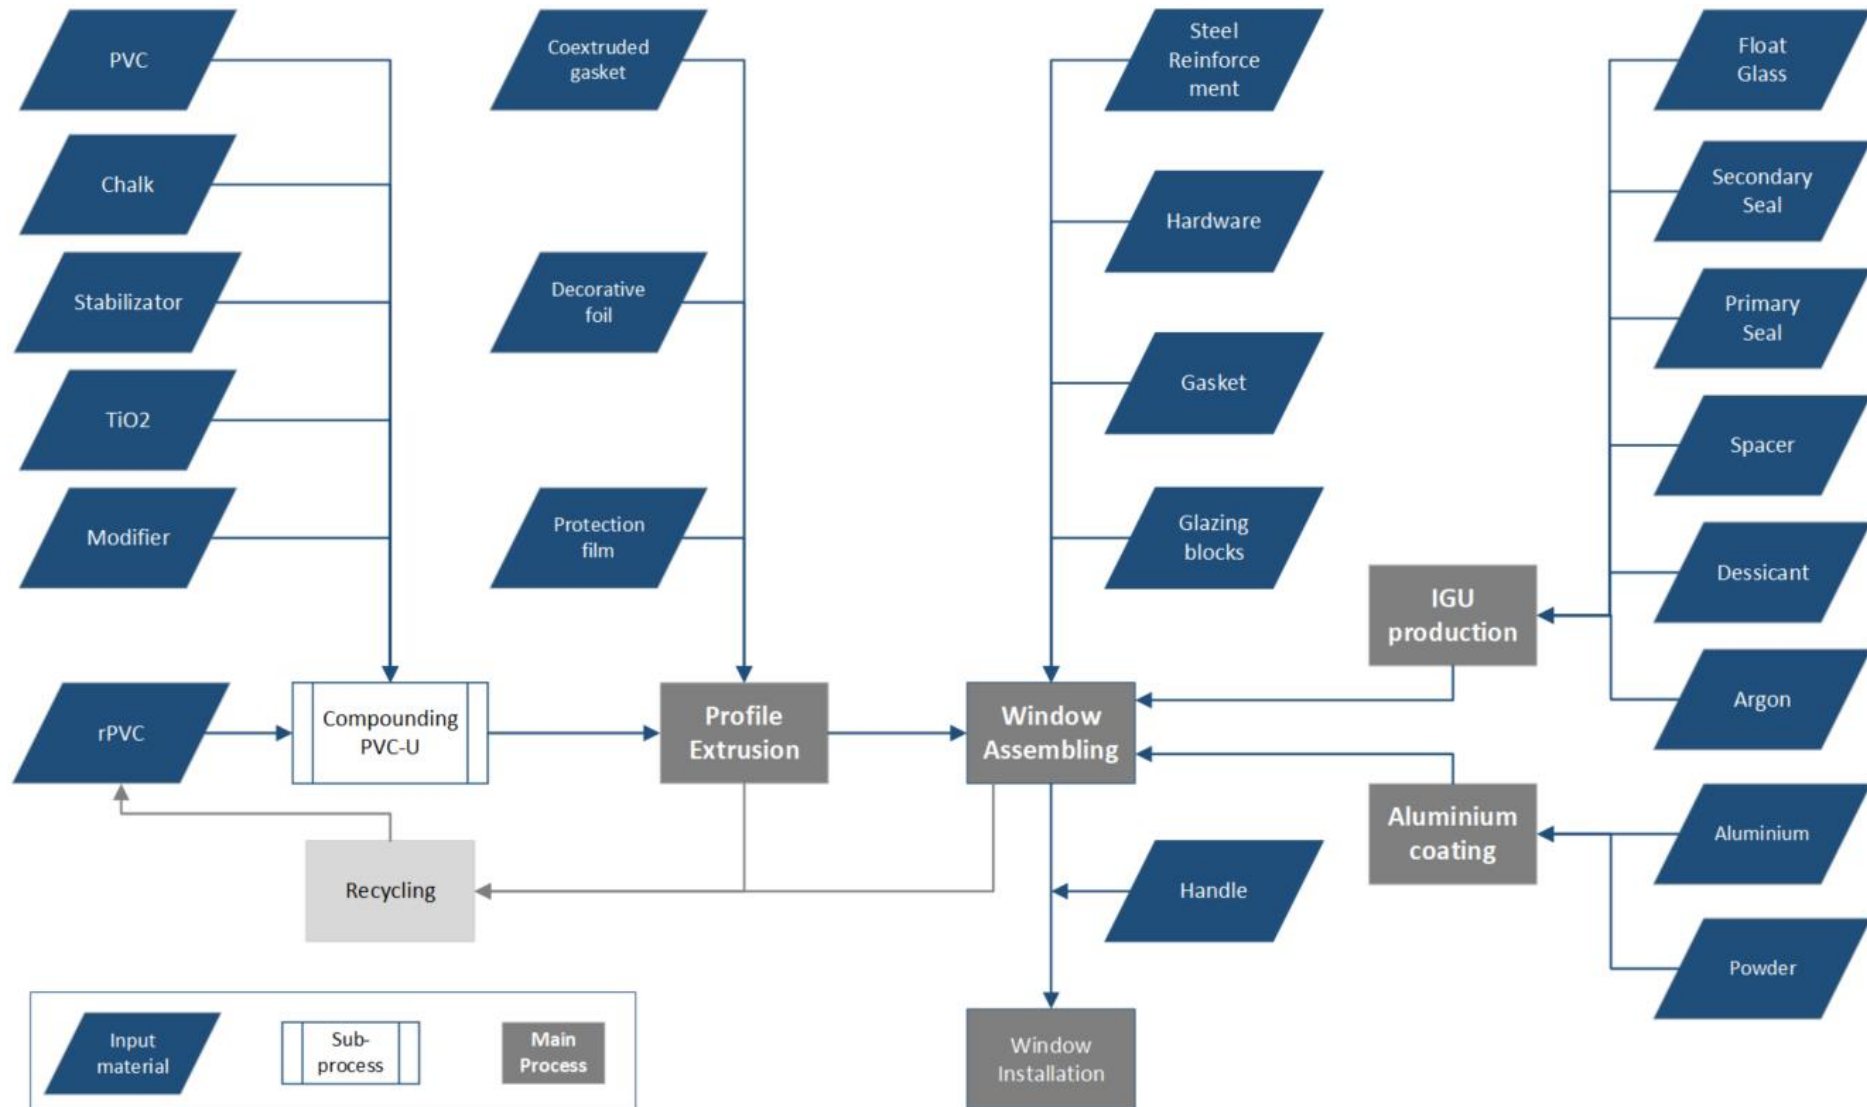 PVC
Coextruded
gasket
Steel
Reinforce
ment
Float
Glass
Chalk
Secondary
Seal
Hardware
Stabilizator
Decorative
foil
Primary
Seal
Gasket
TiO2
Spacer
Modifier
Protection
film
Glazing
blocks
Dessicant
IGU
production
rPVC
Compounding
PVC-U
Profile
Extrusion
Window
Assembling
Argon
Aluminium
coating
Aluminium
Recycling
Handle
Powder
Input
material
Sub-
process
Main
Process
Window
Installation